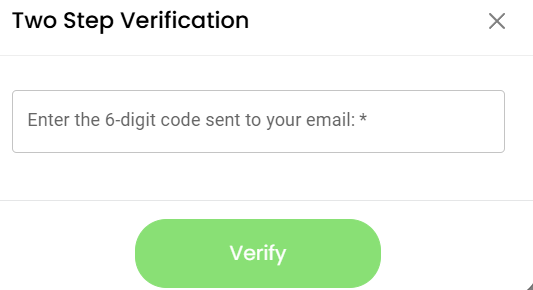 Two Step Verification
Enter the 6-digit code sent to your email: *
Verify